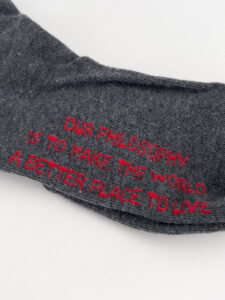 OUR PHILOSOPHY
IS TO MAKE THE WORLD
A BETTER PLACE TO LIVE